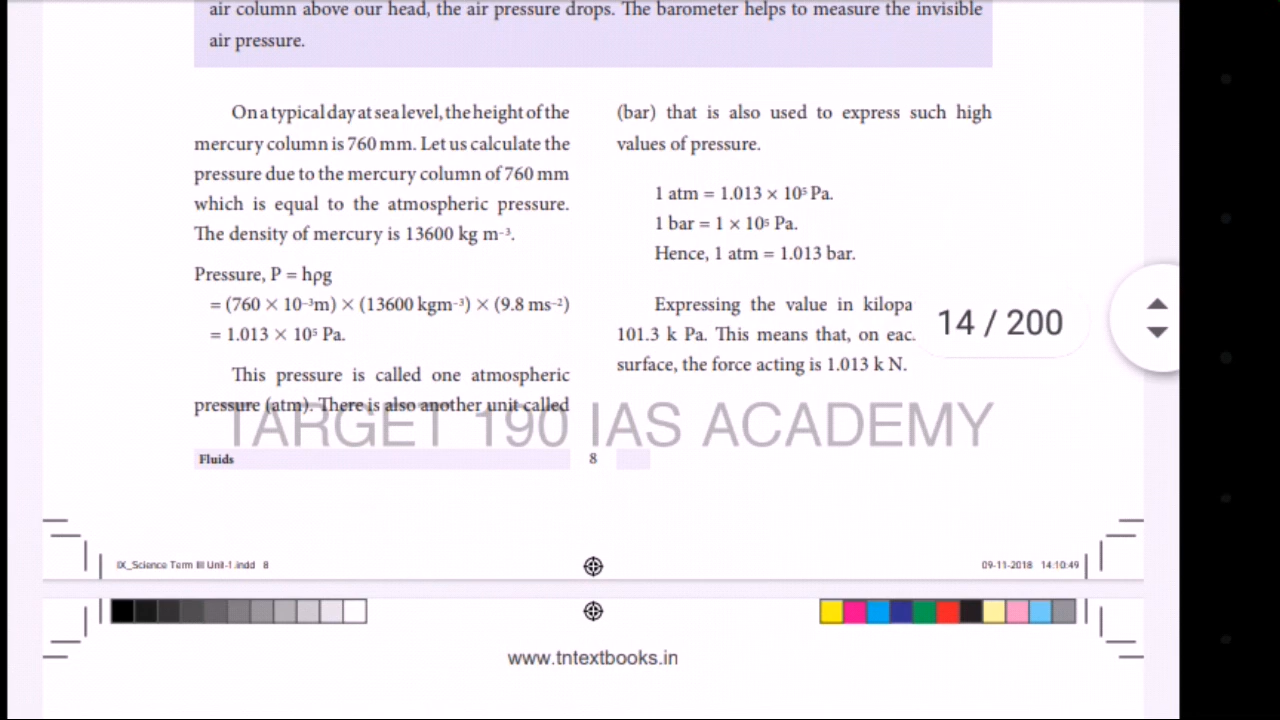 air column above our head, the air pressure drops. The barometer helps to measure the invisible
air pressure.
On a typical day at sea level, the height of the
mercury column is 760 mm. Let us calculate the
pressure due to the mercury column of 760 mm
which is equal to the atmospheric pressure.
The density of mercury is 13600 kg m⁻³.
Pressure, P = hρg
= (760 × 10⁻³m) × (13600 kgm⁻³) × (9.8 ms⁻²)
= 1.013 × 10⁵ Pa.
This pressure is called one atmospheric
pressure (atm). There is also another unit called
(bar) that is also used to express such high
values of pressure.
1 atm = 1.013 × 10⁵ Pa.
1 bar = 1 × 10⁵ Pa.
Hence, 1 atm = 1.013 bar.
Expressing the value in kilopa
101.3 k Pa. This means that, on eac
surface, the force acting is 1.013 k N.
14 / 200
TARGET 190 IAS ACADEMY
Fluids
8
IX_Science Term III Unit-1.indd 8
09-11-2018 14:10:49
www.tntextbooks.in